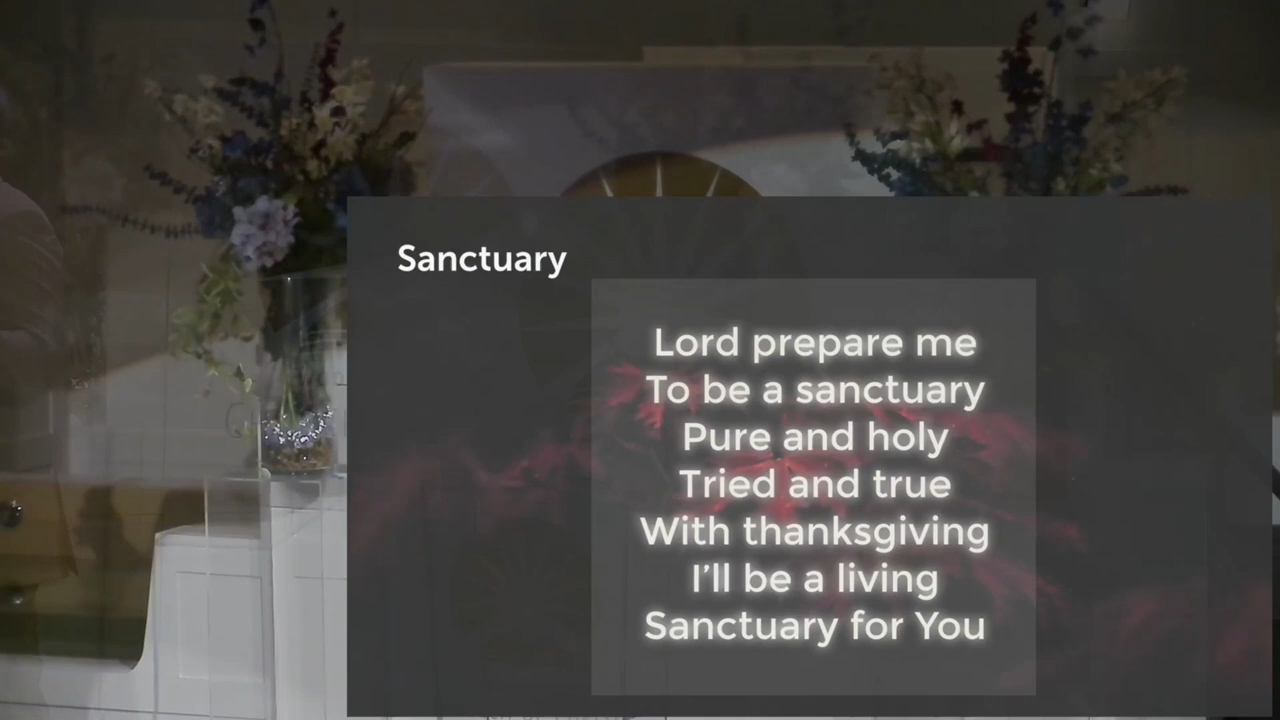 Sanctuary
Lord prepare me
To be a sanctuary
Pure and holy
Tried and true
With thanksgiving
I'll be a living
Sanctuary for You